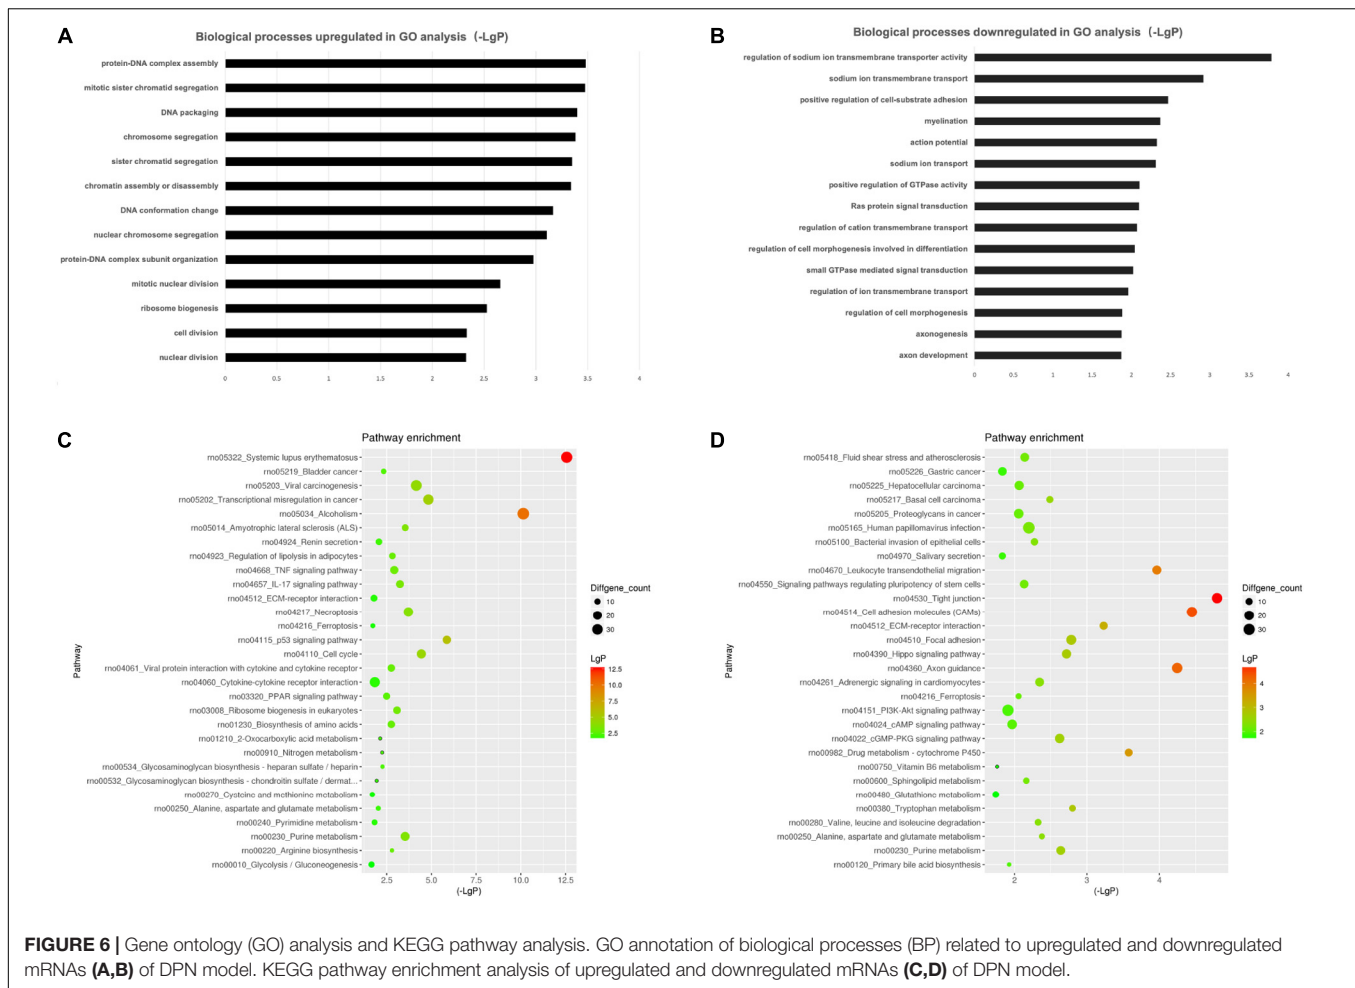 A
Biological processes upregulated in GO analysis (-LgP)
protein-DNA complex assembly
mitotic sister chromatid segregation
DNA packaging
chromosome segregation
sister chromatid segregation
chromatin assembly or disassembly
DNA conformation change
nuclear chromosome segregation
protein-DNA complex subunit organization
mitotic nuclear division
ribosome biogenesis
cell division
nuclear division
0 0.5 1 1.5 2 2.5 3 3.5 4
B
Biological processes downregulated in GO analysis (-LgP)
regulation of sodium ion transmembrane transporter activity
sodium ion transmembrane transport
positive regulation of cell-substrate adhesion
myelination
action potential
sodium ion transport
positive regulation of GTPase activity
Ras protein signal transduction
regulation of cation transmembrane transport
regulation of cell morphogenesis involved in differentiation
small GTPase mediated signal transduction
regulation of ion transmembrane transport
regulation of cell morphogenesis
axonogenesis
axon development
0 0.5 1 1.5 2 2.5 3 3.5 4
C
Pathway enrichment
Pathway
rno05322_Systemic lupus erythematosus
rno05219_Bladder cancer
rno05203_Viral carcinogenesis
rno05202_Transcriptional misregulation in cancer
rno05034_Alcoholism
rno05014_Amyotrophic lateral sclerosis (ALS)
rno04924_Renin secretion
rno04923_Regulation of lipolysis in adipocytes
rno04668_TNF signaling pathway
rno04657_IL-17 signaling pathway
rno04512_ECM-receptor interaction
rno04217_Necroptosis
rno04216_Ferroptosis
rno04115_p53 signaling pathway
rno04110_Cell cycle
rno04061_Viral protein interaction with cytokine and cytokine receptor
rno04060_Cytokine-cytokine receptor interaction
rno03320_PPAR signaling pathway
rno03008_Ribosome biogenesis in eukaryotes
rno01230_Biosynthesis of amino acids
rno01210_2-Oxocarboxylic acid metabolism
rno00910_Nitrogen metabolism
rno00534_Glycosaminoglycan biosynthesis - heparan sulfate / heparin
rno00532_Glycosaminoglycan biosynthesis - chondroitin sulfate / dermat...
rno00270_Cysteine and methionine metabolism
rno00250_Alanine, aspartate and glutamate metabolism
rno00240_Pyrimidine metabolism
rno00230_Purine metabolism
rno00220_Arginine biosynthesis
rno00010_Glycolysis / Gluconeogenesis
2.5 5.0 7.5 10.0 12.5
(-LgP)
Diffgene_count
10
20
30
LgP
12.5
10.0
7.5
5.0
2.5
D
Pathway enrichment
Pathway
rno05418_Fluid shear stress and atherosclerosis
rno05226_Gastric cancer
rno05225_Hepatocellular carcinoma
rno05217_Basal cell carcinoma
rno05205_Proteoglycans in cancer
rno05165_Human papillomavirus infection
rno05100_Bacterial invasion of epithelial cells
rno04970_Salivary secretion
rno04670_Leukocyte transendothelial migration
rno04550_Signaling pathways regulating pluripotency of stem cells
rno04530_Tight junction
rno04514_Cell adhesion molecules (CAMs)
rno04512_ECM-receptor interaction
rno04510_Focal adhesion
rno04390_Hippo signaling pathway
rno04360_Axon guidance
rno04261_Adrenergic signaling in cardiomyocytes
rno04216_Ferroptosis
rno04151_PI3K-Akt signaling pathway
rno04024_cAMP signaling pathway
rno04022_cGMP-PKG signaling pathway
rno00982_Drug metabolism - cytochrome P450
rno00750_Vitamin B6 metabolism
rno00600_Sphingolipid metabolism
rno00480_Glutathione metabolism
rno00380_Tryptophan metabolism
rno00280_Valine, leucine and isoleucine degradation
rno00250_Alanine, aspartate and glutamate metabolism
rno00230_Purine metabolism
rno00120_Primary bile acid biosynthesis
2 3 4
(-LgP)
Diffgene_count
10
20
30
LgP
4
3
2
FIGURE 6 | Gene ontology (GO) analysis and KEGG pathway analysis. GO annotation of biological processes (BP) related to upregulated and downregulated
mRNAs (A,B) of DPN model. KEGG pathway enrichment analysis of upregulated and downregulated mRNAs (C,D) of DPN model.